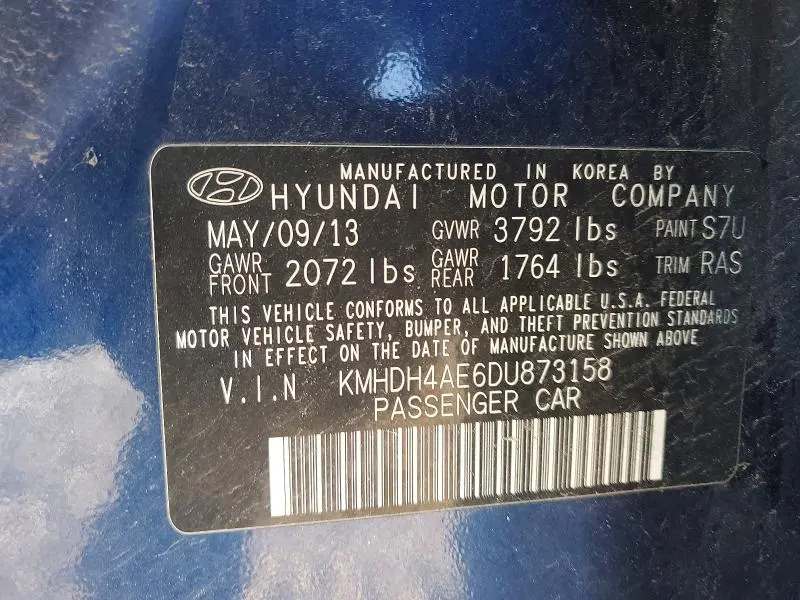 MANUFACTURED IN KOREA BY
HYUNDAI MOTOR COMPANY
MAY/09/13 GVWR 3792 lbs PAINT S7U
GAWR FRONT 2072 lbs GAWR REAR 1764 lbs TRIM RAS
THIS VEHICLE CONFORMS TO ALL APPLICABLE U.S.A. FEDERAL
MOTOR VEHICLE SAFETY, BUMPER, AND THEFT PREVENTION STANDARDS
IN EFFECT ON THE DATE OF MANUFACTURE SHOWN ABOVE
V.I.N KMHDH4AE6DU873158
PASSENGER CAR